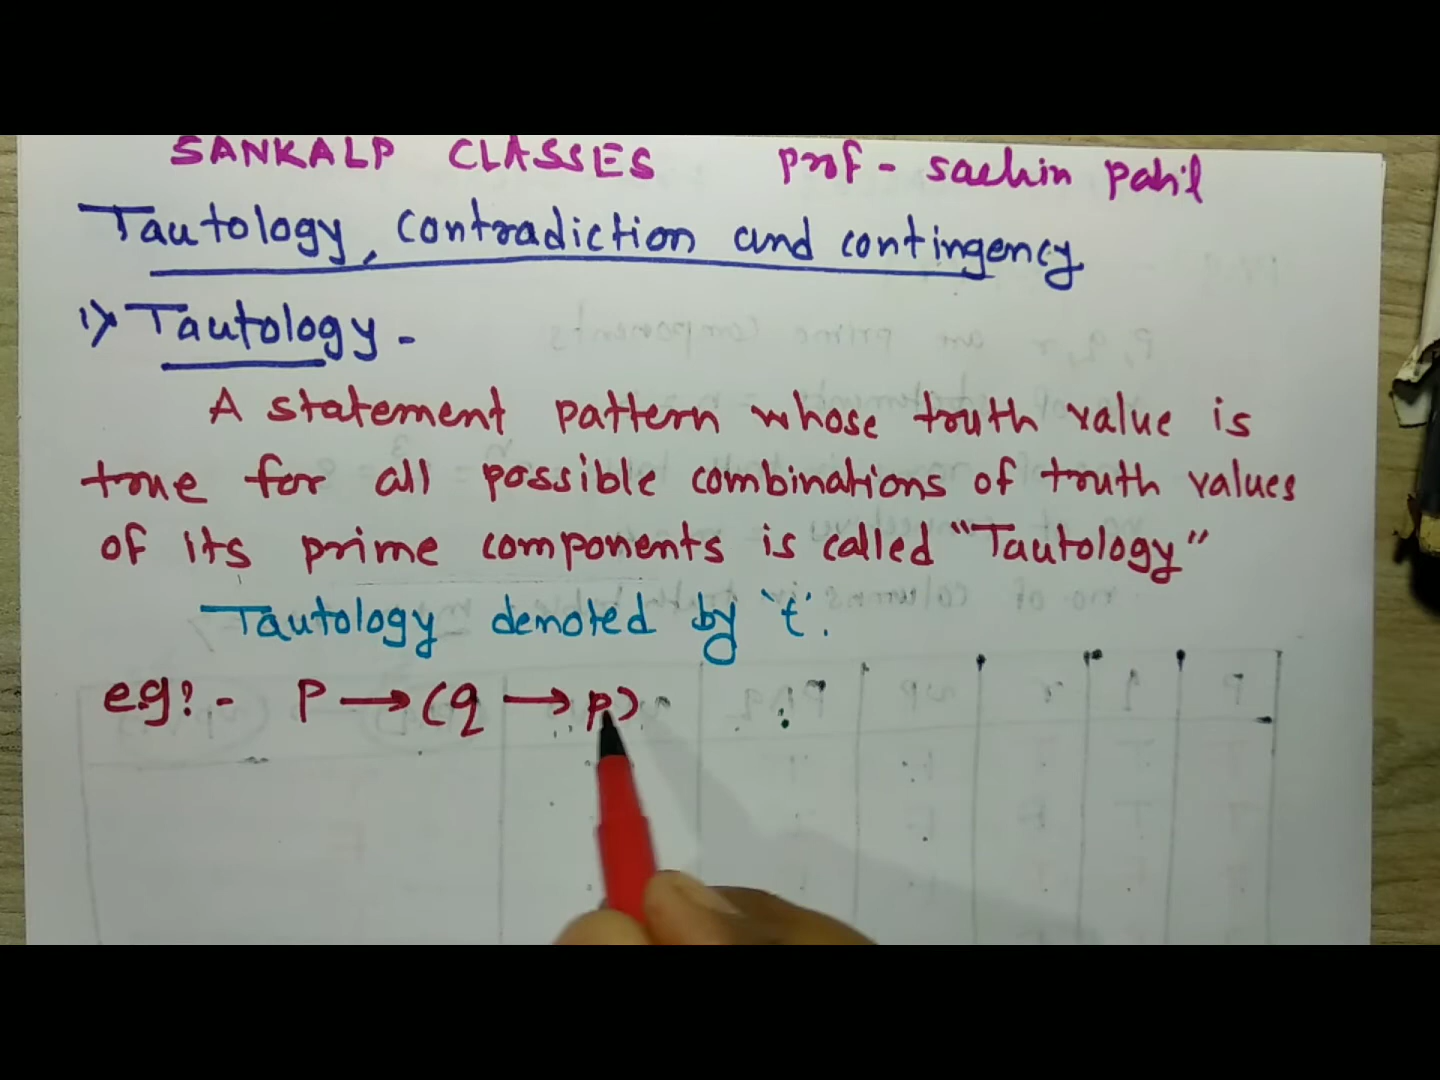 SANKALP CLASSES prof - sachin patil
Tautology, contradiction and contingency
1) Tautology -
A statement pattern whose truth value is
true for all possible combinations of truth values
of its prime components is called "Tautology"
Tautology denoted by 't'.
e.g:- P → (q → p)